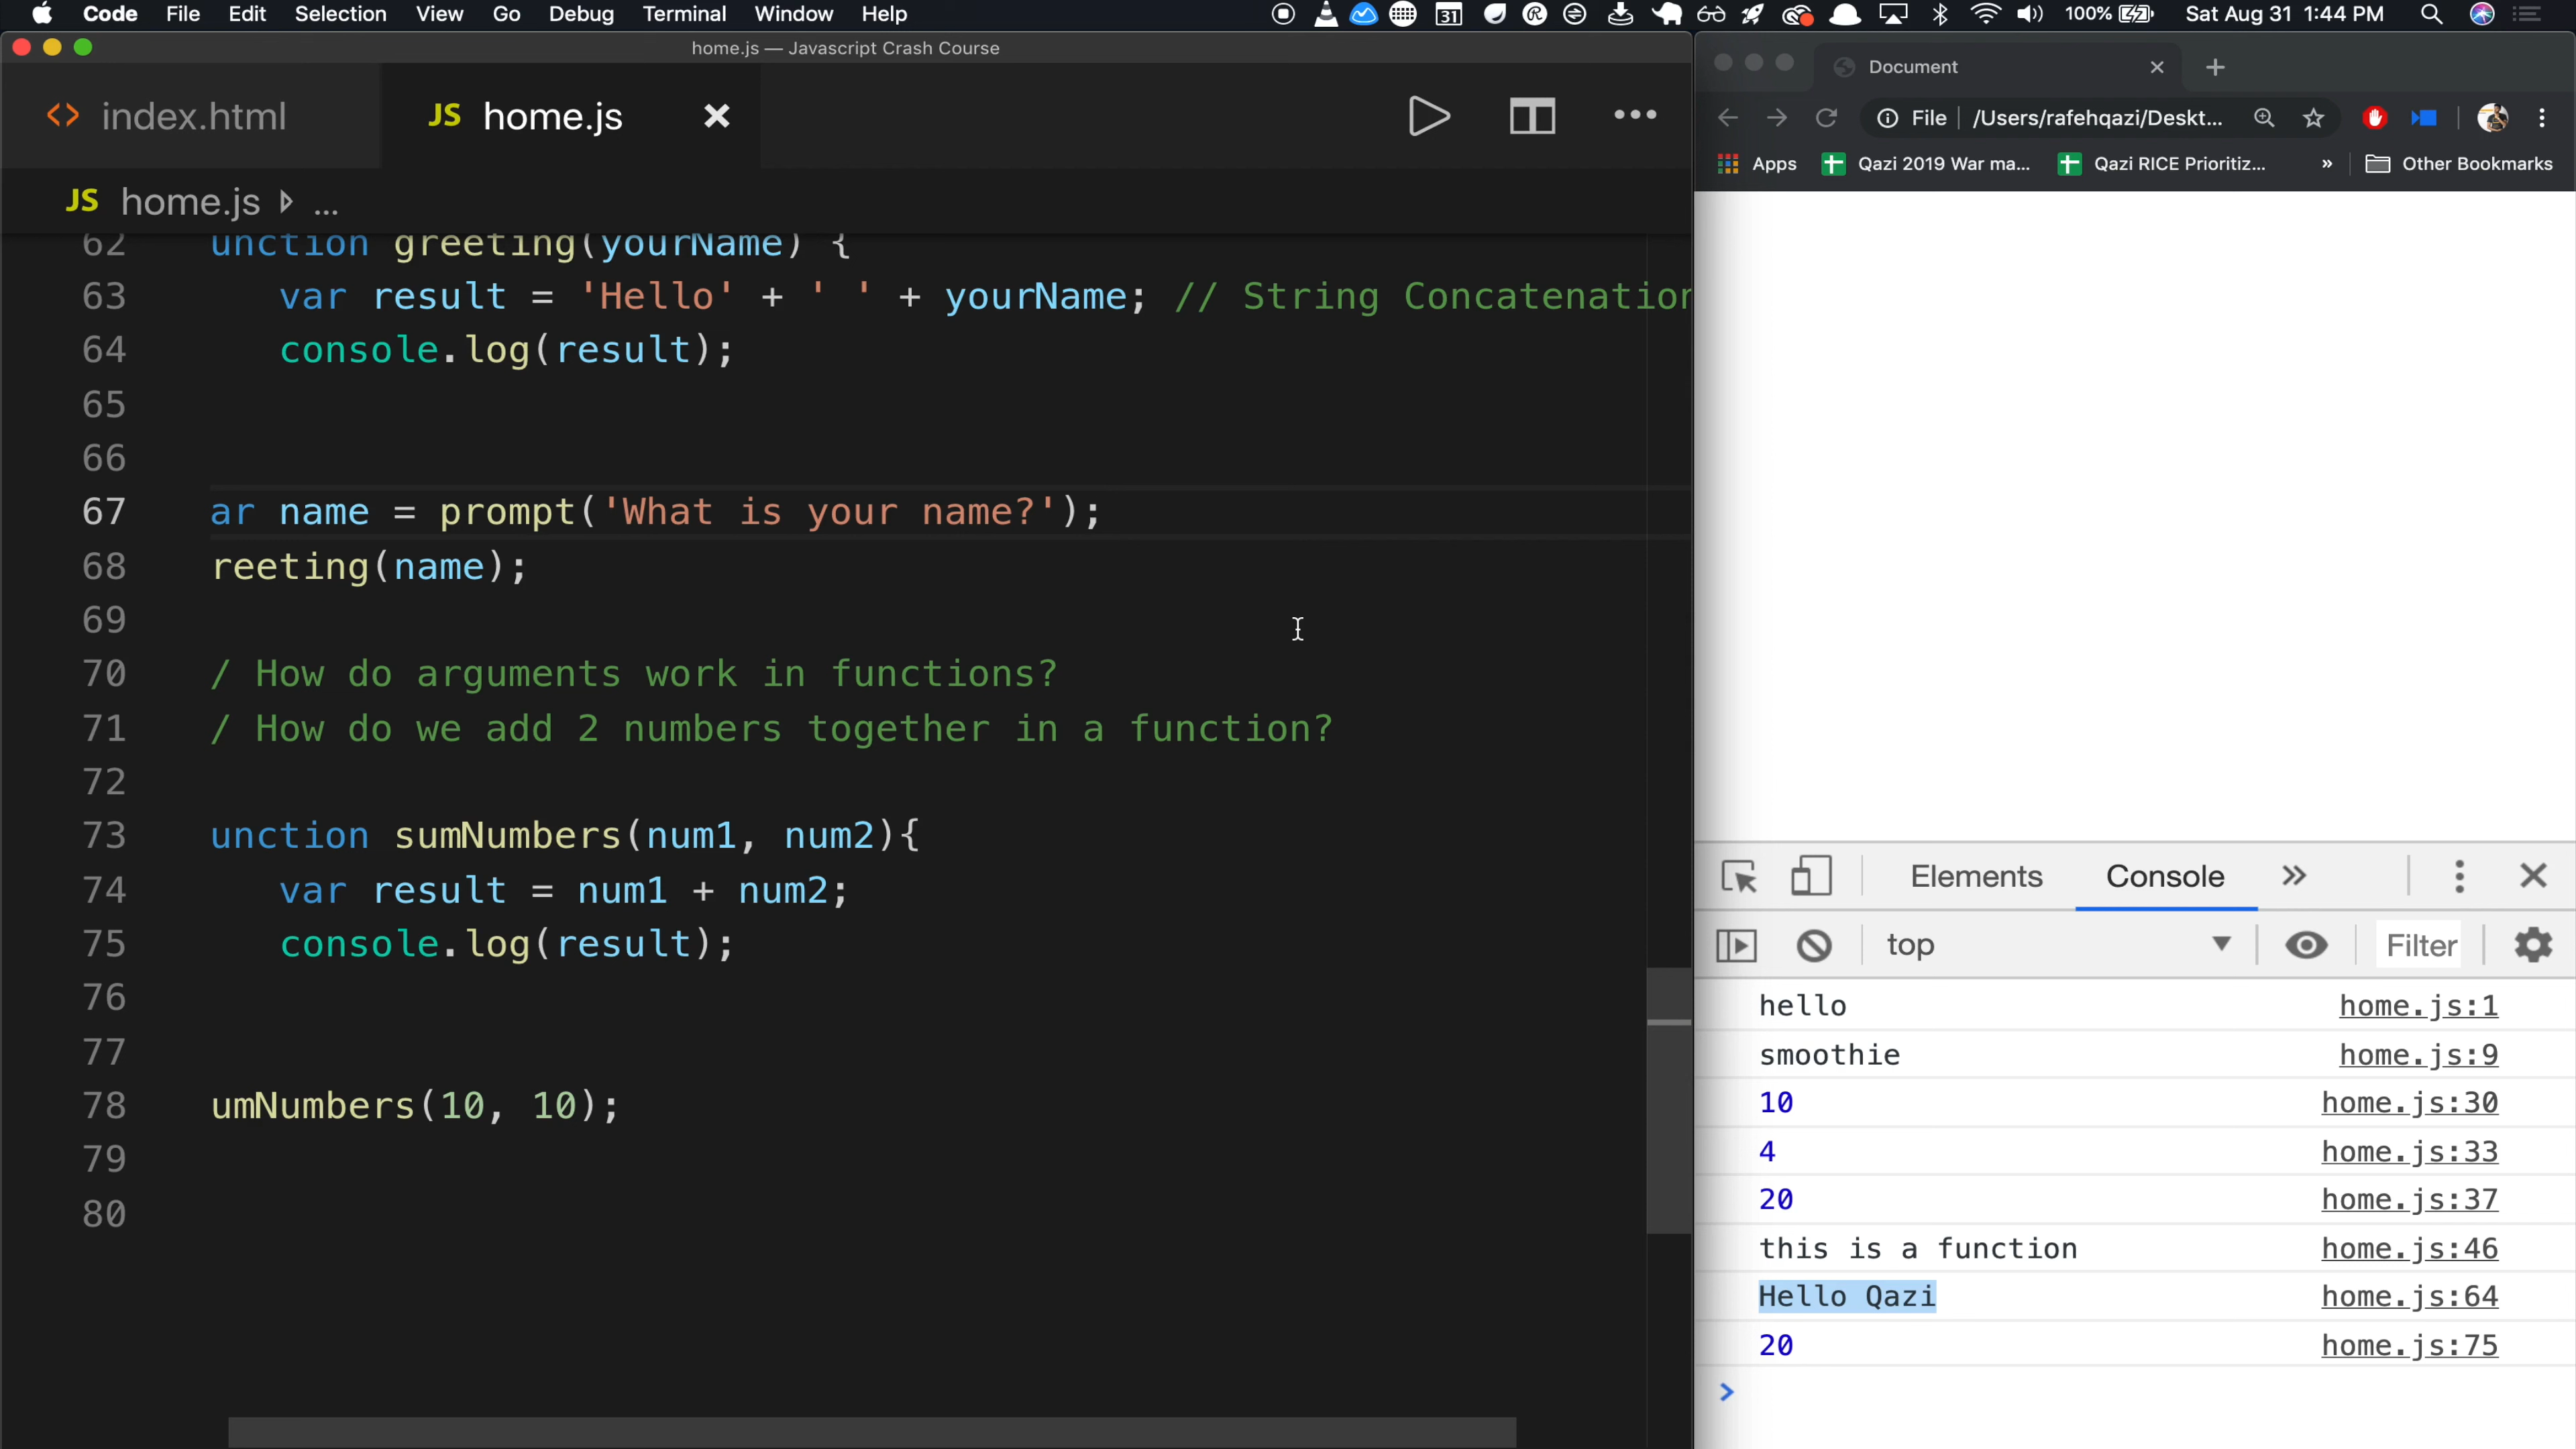 Code File Edit Selection View Go Debug Terminal Window Help 31 100% Sat Aug 31 1:44 PM
home.js — Javascript Crash Course
index.html JS home.js
JS home.js ...
62 unction greeting(yourName) {
63 var result = 'Hello' + ' ' + yourName; // String Concatenation
64 console.log(result);
65
66
67 ar name = prompt('What is your name?');
68 reeting(name);
69
70 / How do arguments work in functions?
71 / How do we add 2 numbers together in a function?
72
73 unction sumNumbers(num1, num2){
74 var result = num1 + num2;
75 console.log(result);
76
77
78 umNumbers(10, 10);
79
80
Document
File /Users/rafehqazi/Deskt...
Apps Qazi 2019 War ma... Qazi RICE Prioritiz... » Other Bookmarks
Elements Console
top Filter
hello home.js:1
smoothie home.js:9
10 home.js:30
4 home.js:33
20 home.js:37
this is a function home.js:46
Hello Qazi home.js:64
20 home.js:75